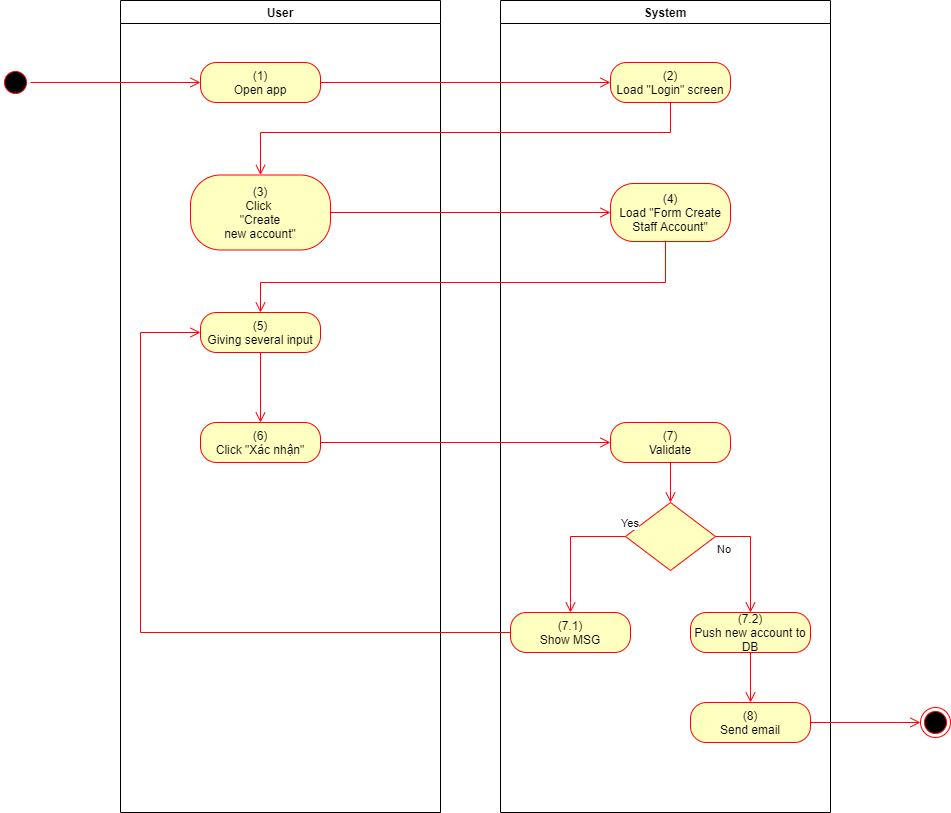 User
System
(1)
Open app
(2)
Load "Login" screen
(3)
Click
"Create
new account"
(4)
Load "Form Create
Staff Account"
(5)
Giving several input
(6)
Click "Xác nhận"
(7)
Validate
Yes
No
(7.1)
Show MSG
(7.2)
Push new account to
DB
(8)
Send email